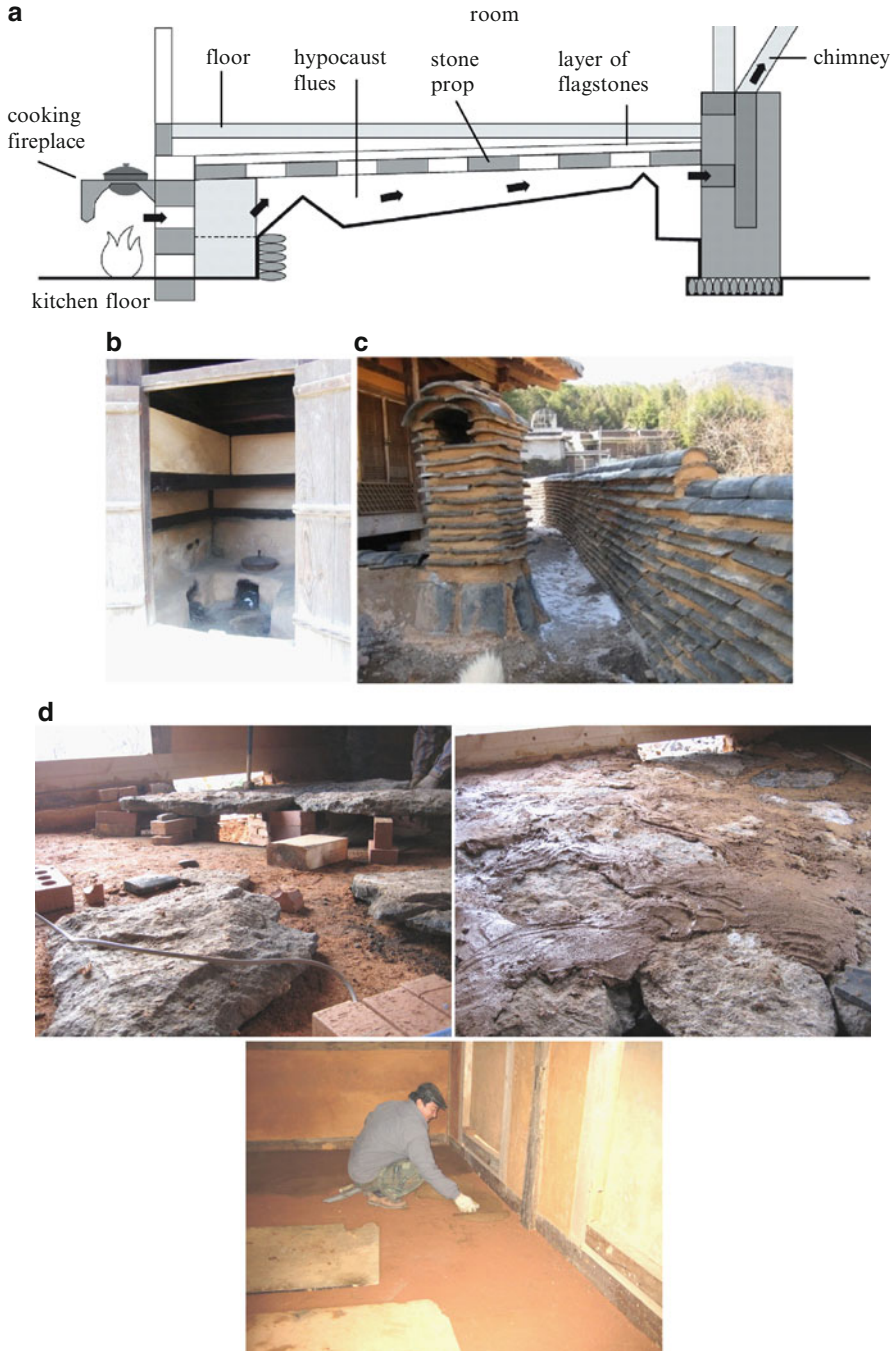 a
room
floor
hypocaust
flues
stone
prop
layer of
flagstones
chimney
cooking
fireplace
kitchen floor
b
c
d